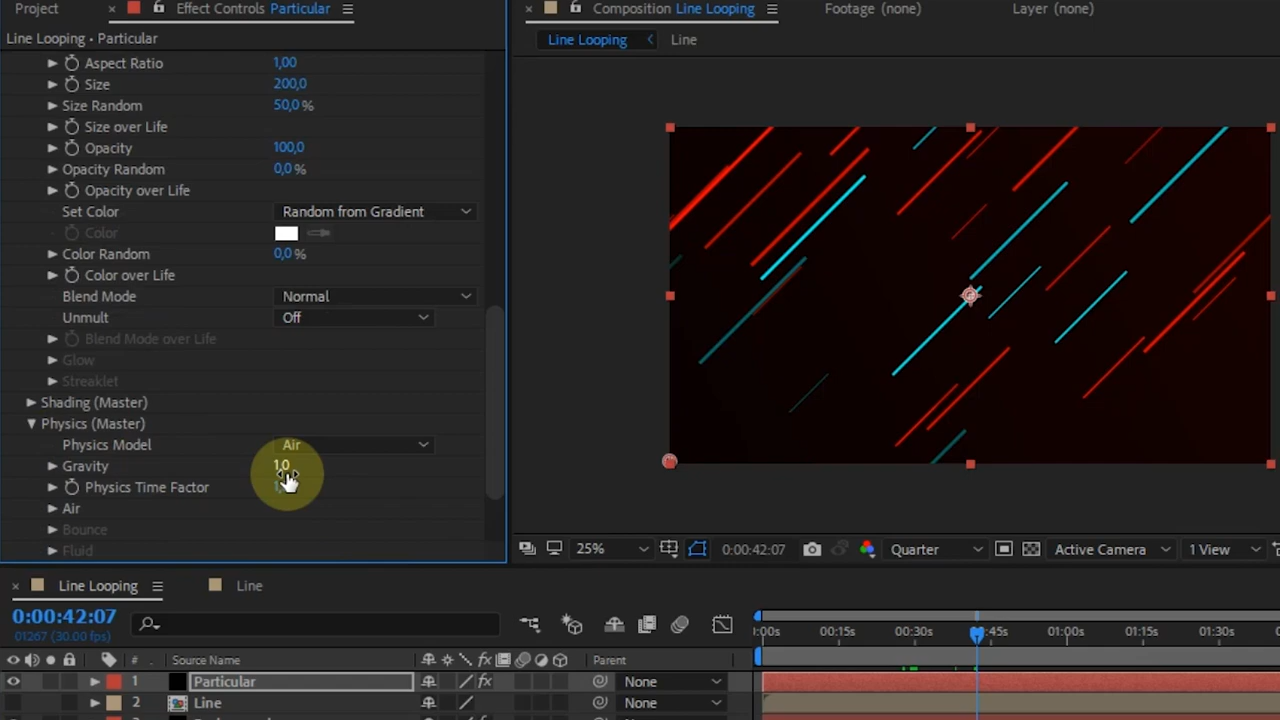 Project
Effect Controls Particular
Line Looping • Particular
Aspect Ratio 1,00
Size 200,0
Size Random 50,0 %
Size over Life
Opacity 100,0
Opacity Random 0,0 %
Opacity over Life
Set Color Random from Gradient
Color
Color Random 0,0 %
Color over Life
Blend Mode Normal
Unmult Off
Blend Mode over Life
Glow
Streaklet
Shading (Master)
Physics (Master)
Physics Model Air
Gravity 1,0
Physics Time Factor
Air
Bounce
Fluid
Composition Line Looping
Footage (none)
Layer (none)
Line Looping
Line
25%
0:00:42:07
Quarter
Active Camera
1 View
Line Looping
Line
0:00:42:07
01267 (30.00 fps)
:00s 00:15s 00:30s :45s 01:00s 01:15s 01:30s
# Source Name
Parent
1 Particular
None
2 Line
None